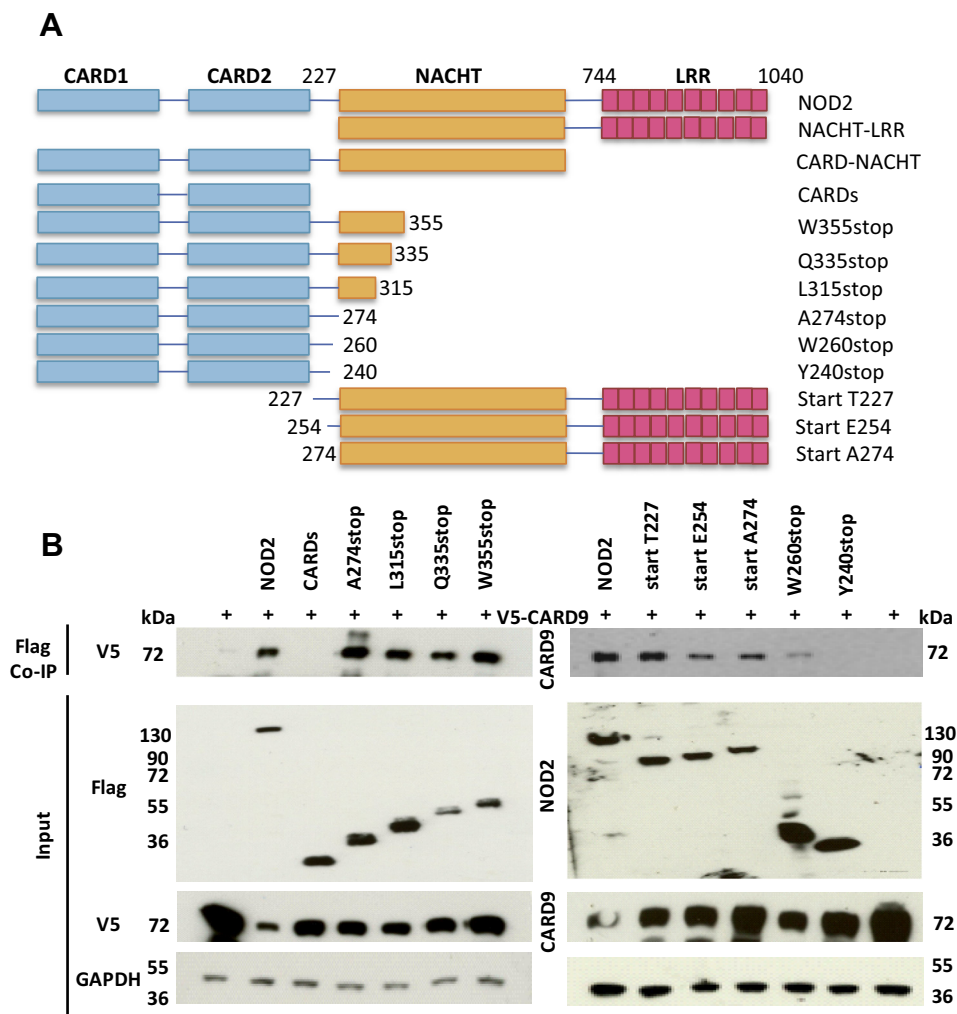 A
CARD1 CARD2 227 NACHT 744 LRR 1040
NOD2
NACHT-LRR
CARD-NACHT
CARDs
355 W355stop
335 Q335stop
315 L315stop
274 A274stop
260 W260stop
240 Y240stop
227 Start T227
254 Start E254
274 Start A274
B
NOD2 CARDs A274stop L315stop Q335stop W355stop NOD2 start T227 start E254 start A274 W260stop Y240stop
kDa + + + + + + + V5-CARD9 + + + + + + + kDa
Flag Co-IP V5 72 CARD9 72
Input
Flag 130 90 72 55 36 NOD2 130 90 72 55 36
V5 72 CARD9 72
GAPDH 55 36 55 36